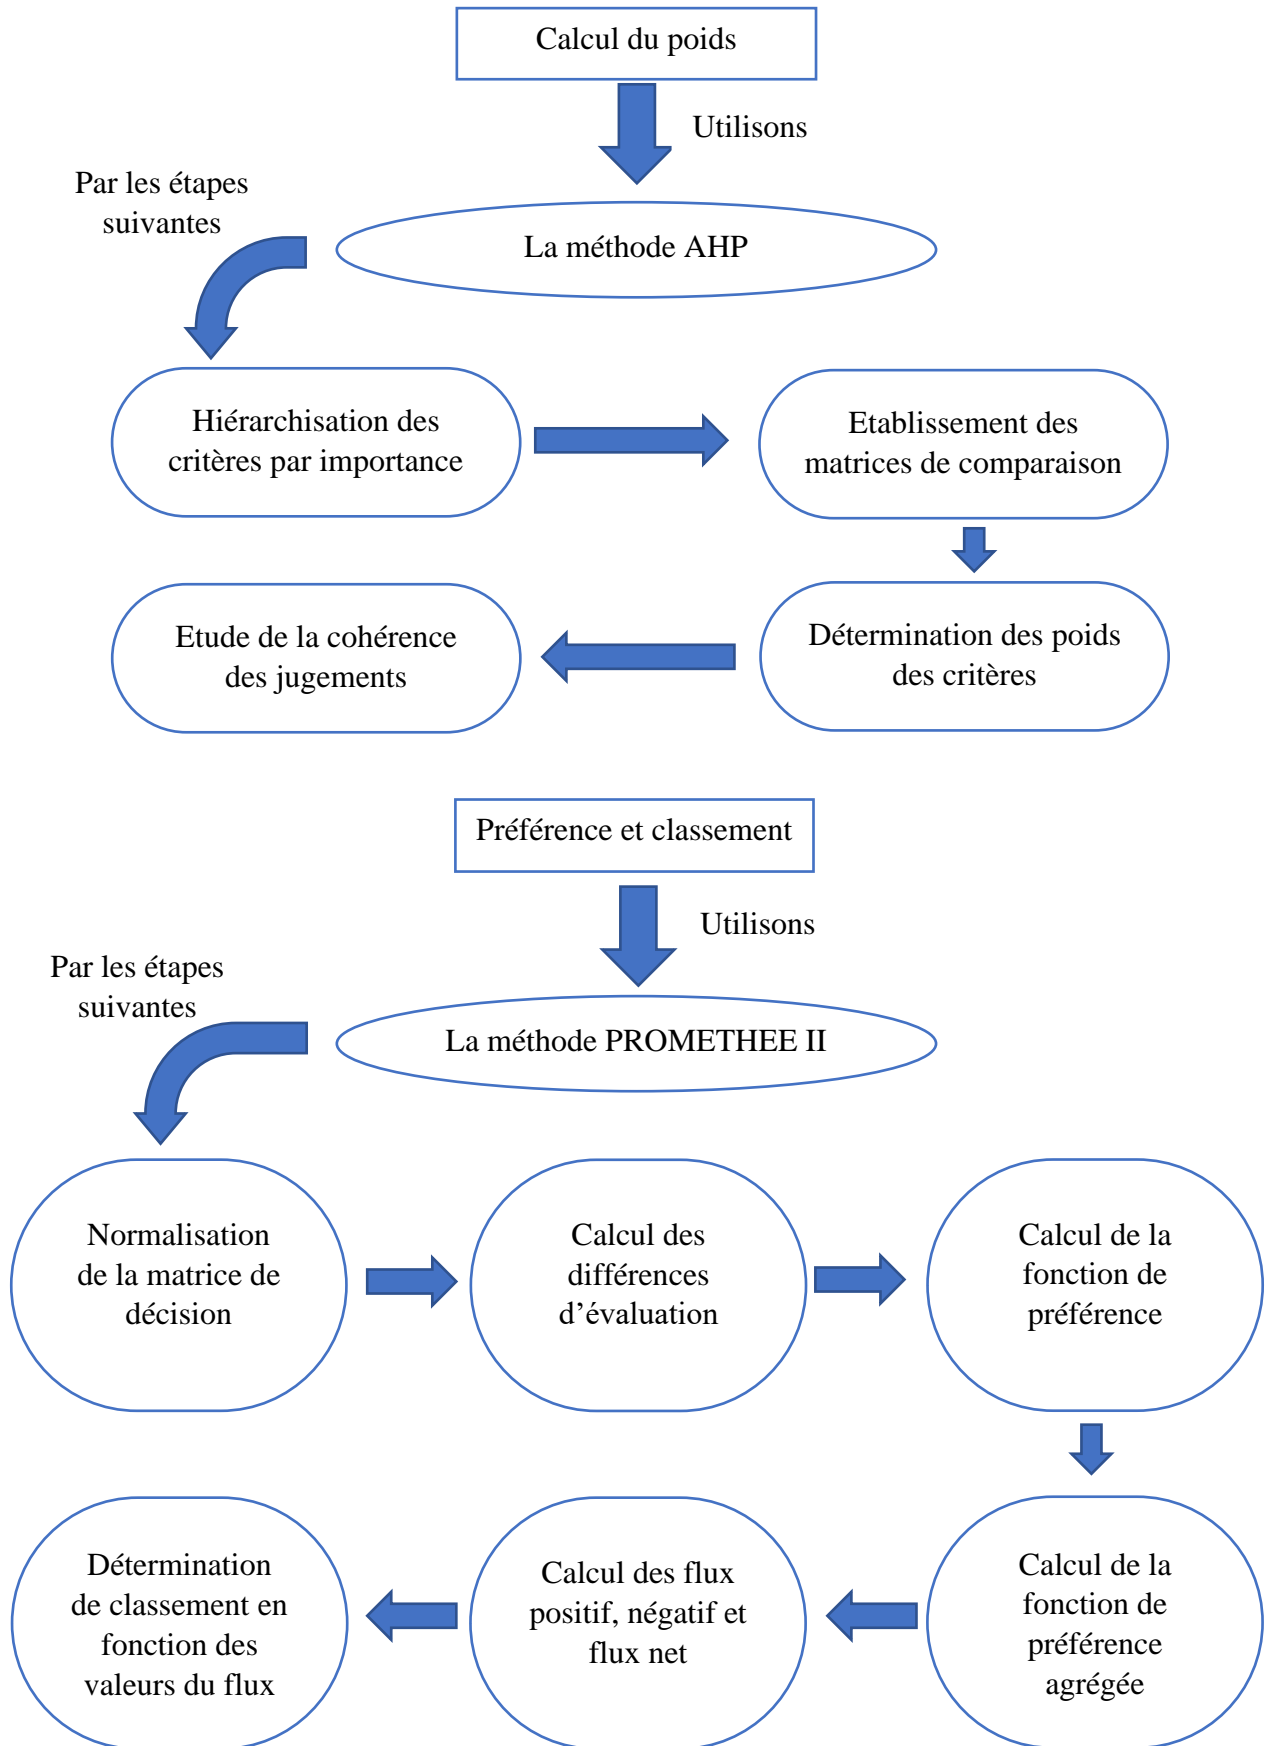 Calcul du poids
Utilisons
Par les étapes
suivantes
La méthode AHP
Hiérarchisation des
critères par importance
Etablissement des
matrices de comparaison
Détermination des poids
des critères
Etude de la cohérence
des jugements
Préférence et classement
Utilisons
Par les étapes
suivantes
La méthode PROMETHEE II
Normalisation
de la matrice de
décision
Calcul des
différences
d’évaluation
Calcul de la
fonction de
préférence
Calcul de la
fonction de
préférence
agrégée
Calcul des flux
positif, négatif et
flux net
Détermination
de classement en
fonction des
valeurs du flux